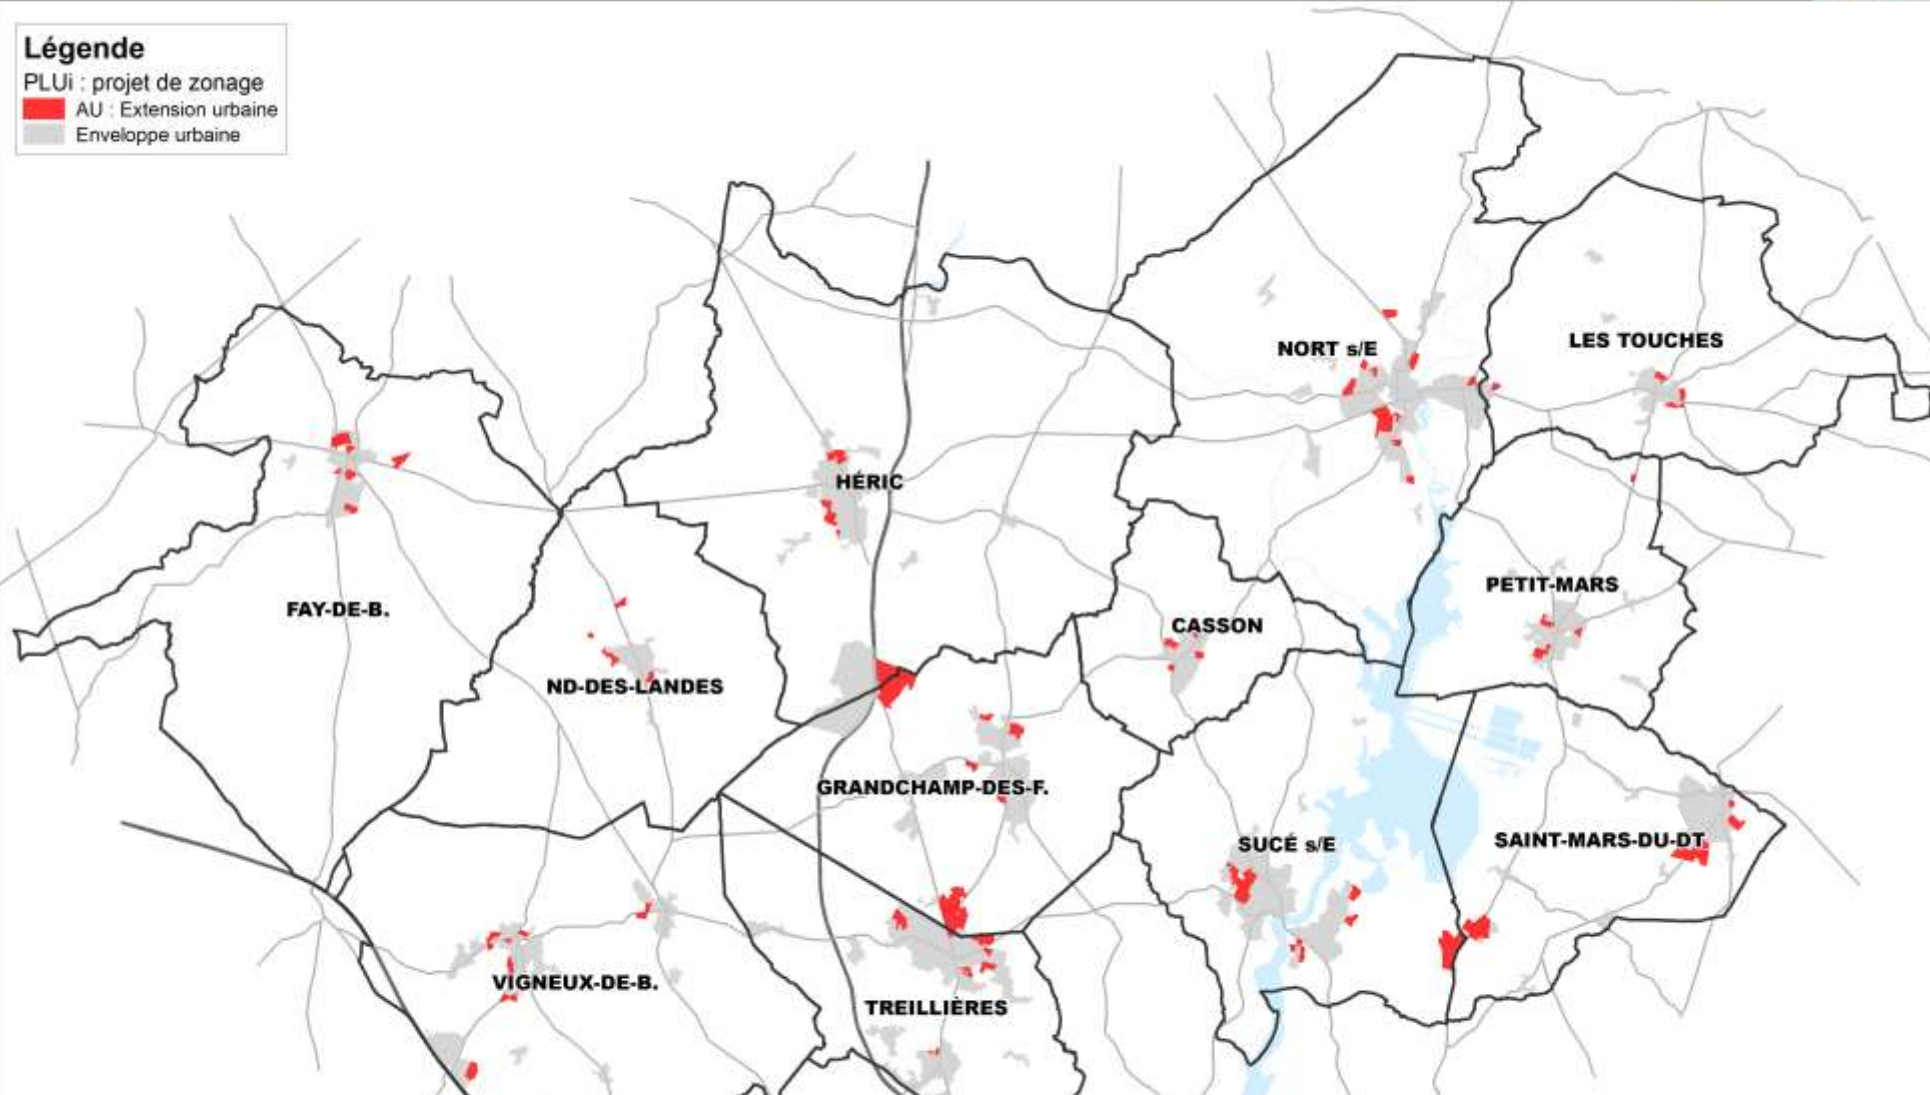 Légende
PLUi : projet de zonage
AU : Extension urbaine
Enveloppe urbaine
NORT s/E
LES TOUCHES
HÉRIC
FAY-DE-B.
PETIT-MARS
CASSON
ND-DES-LANDES
GRANDCHAMP-DES-F.
SUCÉ s/E
SAINT-MARS-DU-DT
VIGNEUX-DE-B.
TREILLIÈRES